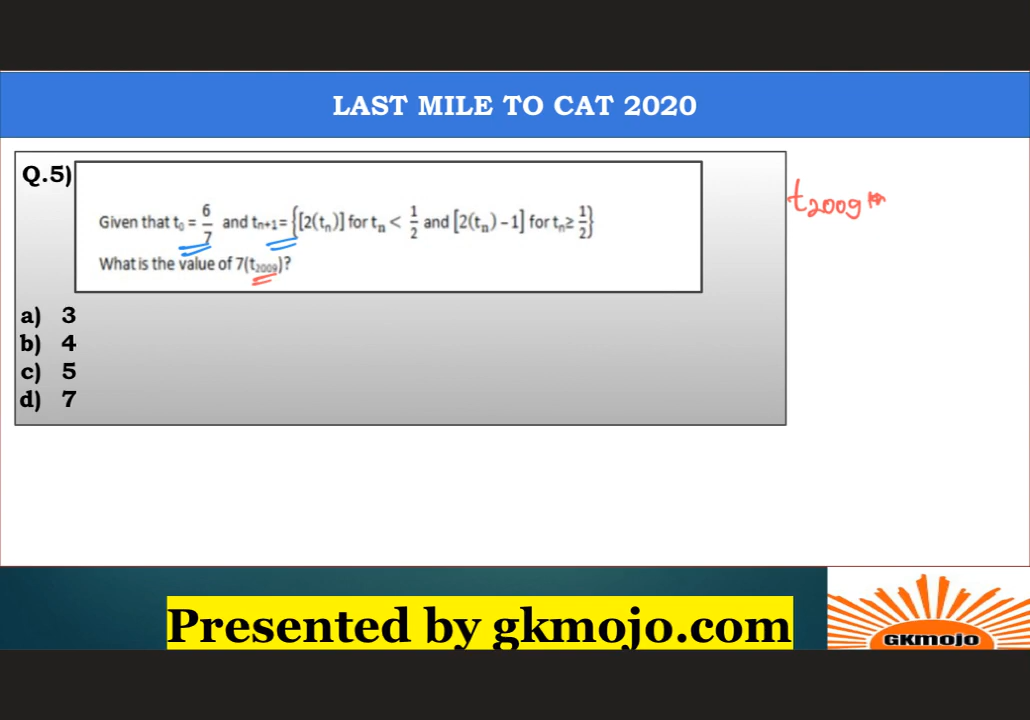 LAST MILE TO CAT 2020
Q.5)
Given that t₀ = 6/7 and tₙ₊₁= {[2(tₙ)] for tₙ < 1/2 and [2(tₙ) –1] for tₙ≥ 1/2}
What is the value of 7(t₂₀₀₉)?
t₂₀₀₉
a) 3
b) 4
c) 5
d) 7
Presented by gkmojo.com
GKmojo